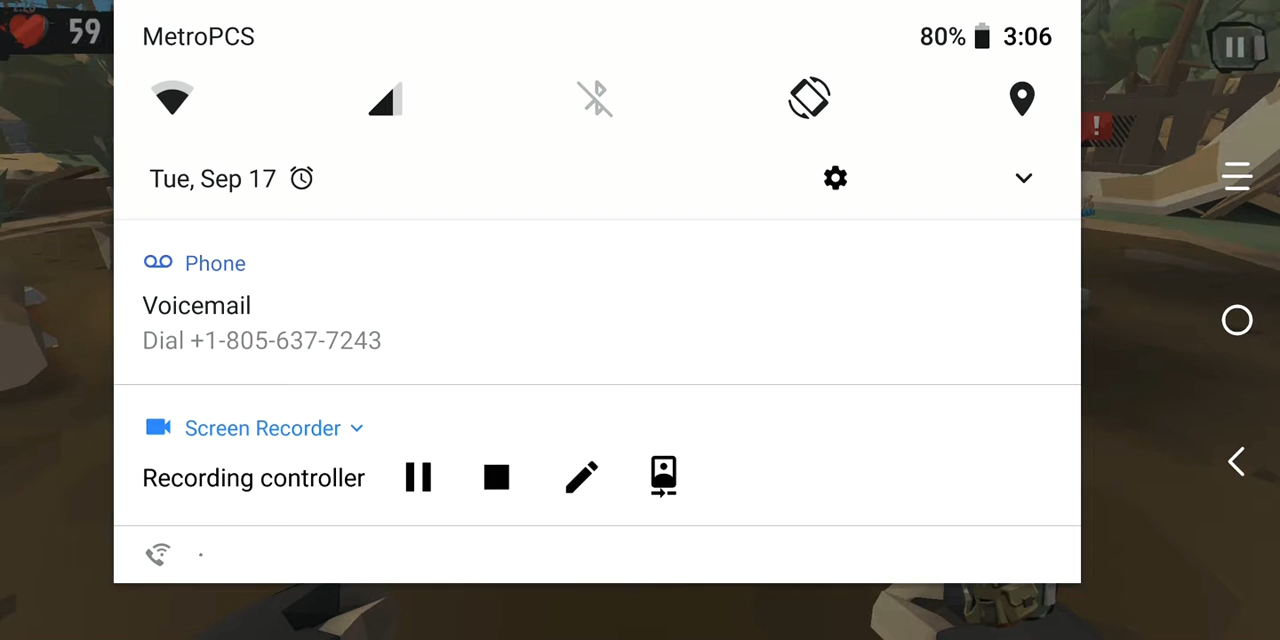 59
MetroPCS
80% 3:06
!
Tue, Sep 17
Phone
Voicemail
Dial +1-805-637-7243
Screen Recorder
Recording controller